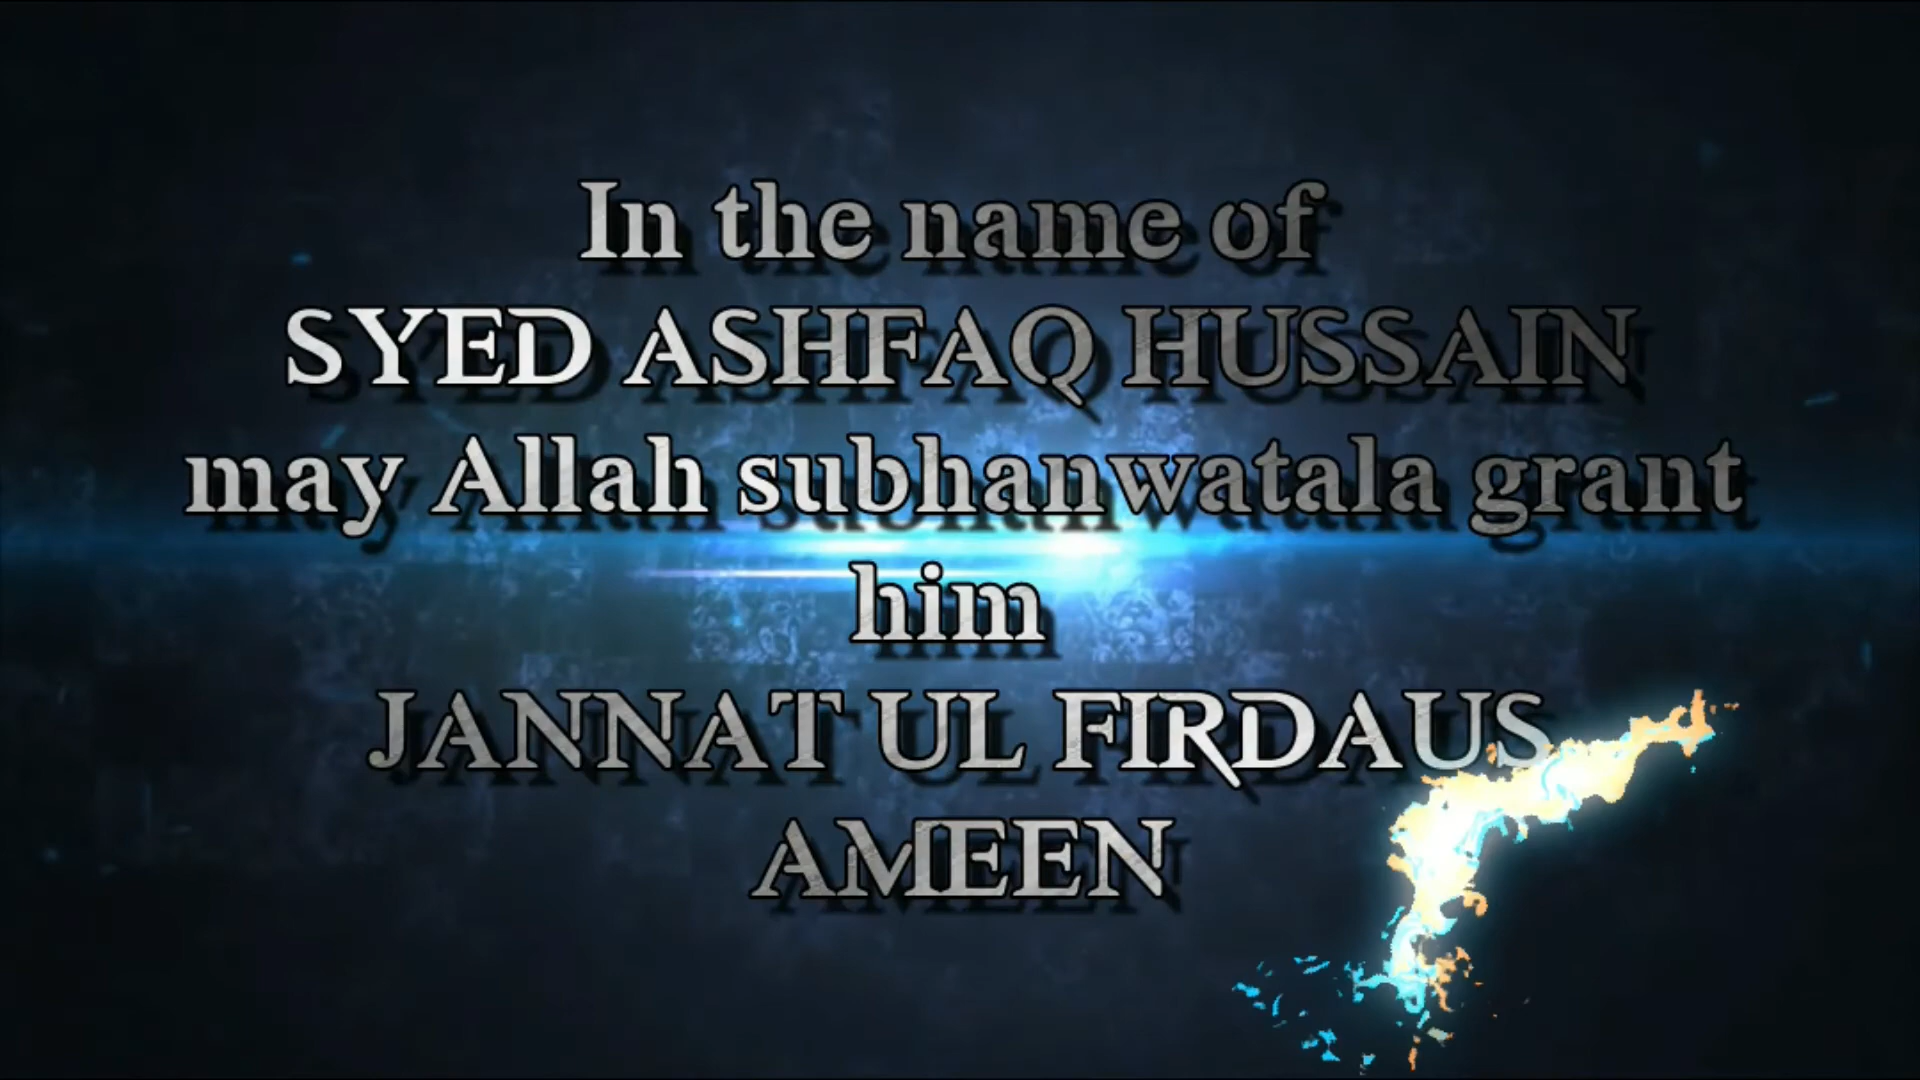 In the name of
SYED ASHFAQ HUSSAIN
may Allah subhanwatala grant
him
JANNAT UL FIRDAUS
AMEEN